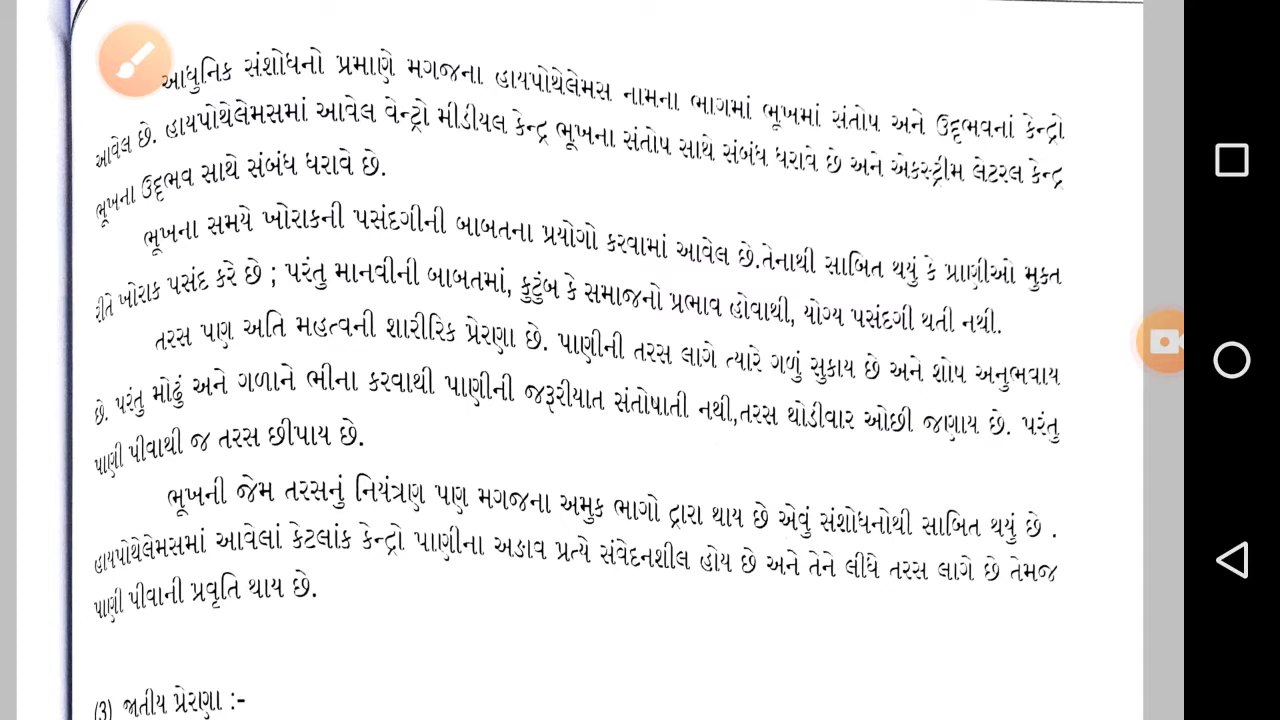 આધુનિક સંશોધનો પ્રમાણે મગજના હાયપોથેલેમસ નામના ભાગમાં ભૂખમાં સંતોષ અને ઉદ્દભવનાં કેન્દ્રો
આવેલ છે. હાયપોથેલેમસમાં આવેલ વેન્ટ્રો મીડીયલ કેન્દ્ર ભૂખના સંતોષ સાથે સંબંધ ધરાવે છે અને એક્સ્ટ્રીમ લેટરલ કેન્દ્ર
ભૂખના ઉદ્દભવ સાથે સંબંધ ધરાવે છે.
ભૂખના સમયે ખોરાકની પસંદગીની બાબતના પ્રયોગો કરવામાં આવેલ છે.તેનાથી સાબિત થયું કે પ્રાણીઓ મુક્ત
રીતે ખોરાક પસંદ કરે છે ; પરંતુ માનવીની બાબતમાં, કુટુંબ કે સમાજનો પ્રભાવ હોવાથી, યોગ્ય પસંદગી થતી નથી.
તરસ પણ અતિ મહત્વની શારીરિક પ્રેરણા છે. પાણીની તરસ લાગે ત્યારે ગળું સુકાય છે અને શોષ અનુભવાય
છે. પરંતુ મોઢું અને ગળાને ભીના કરવાથી પાણીની જરૂરીયાત સંતોષાતી નથી,તરસ થોડીવાર ઓછી જણાય છે. પરંતુ
પાણી પીવાથી જ તરસ છીપાય છે.
ભૂખની જેમ તરસનું નિયંત્રણ પણ મગજના અમુક ભાગો દ્રારા થાય છે એવું સંશોધનોથી સાબિત થયું છે .
હાયપોથેલેમસમાં આવેલાં કેટલાંક કેન્દ્રો પાણીના અભાવ પ્રત્યે સંવેદનશીલ હોય છે અને તેને લીધે તરસ લાગે છે તેમજ
પાણી પીવાની પ્રવૃતિ થાય છે.
(3) જાતીય પ્રેરણા :-